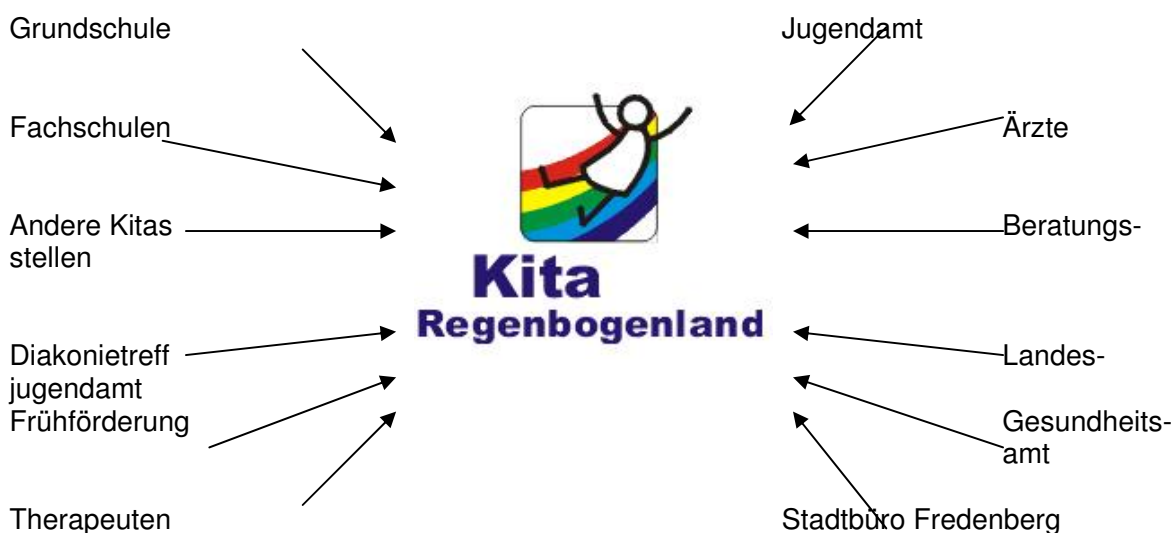 Grundschule Jugendamt
Fachschulen Ärzte
Andere Kitas Beratungs-
stellen
Kita
Regenbogenland
Diakonietreff Landes-
jugendamt
Frühförderung Gesundheits-
amt
Therapeuten Stadtbüro Fredenberg